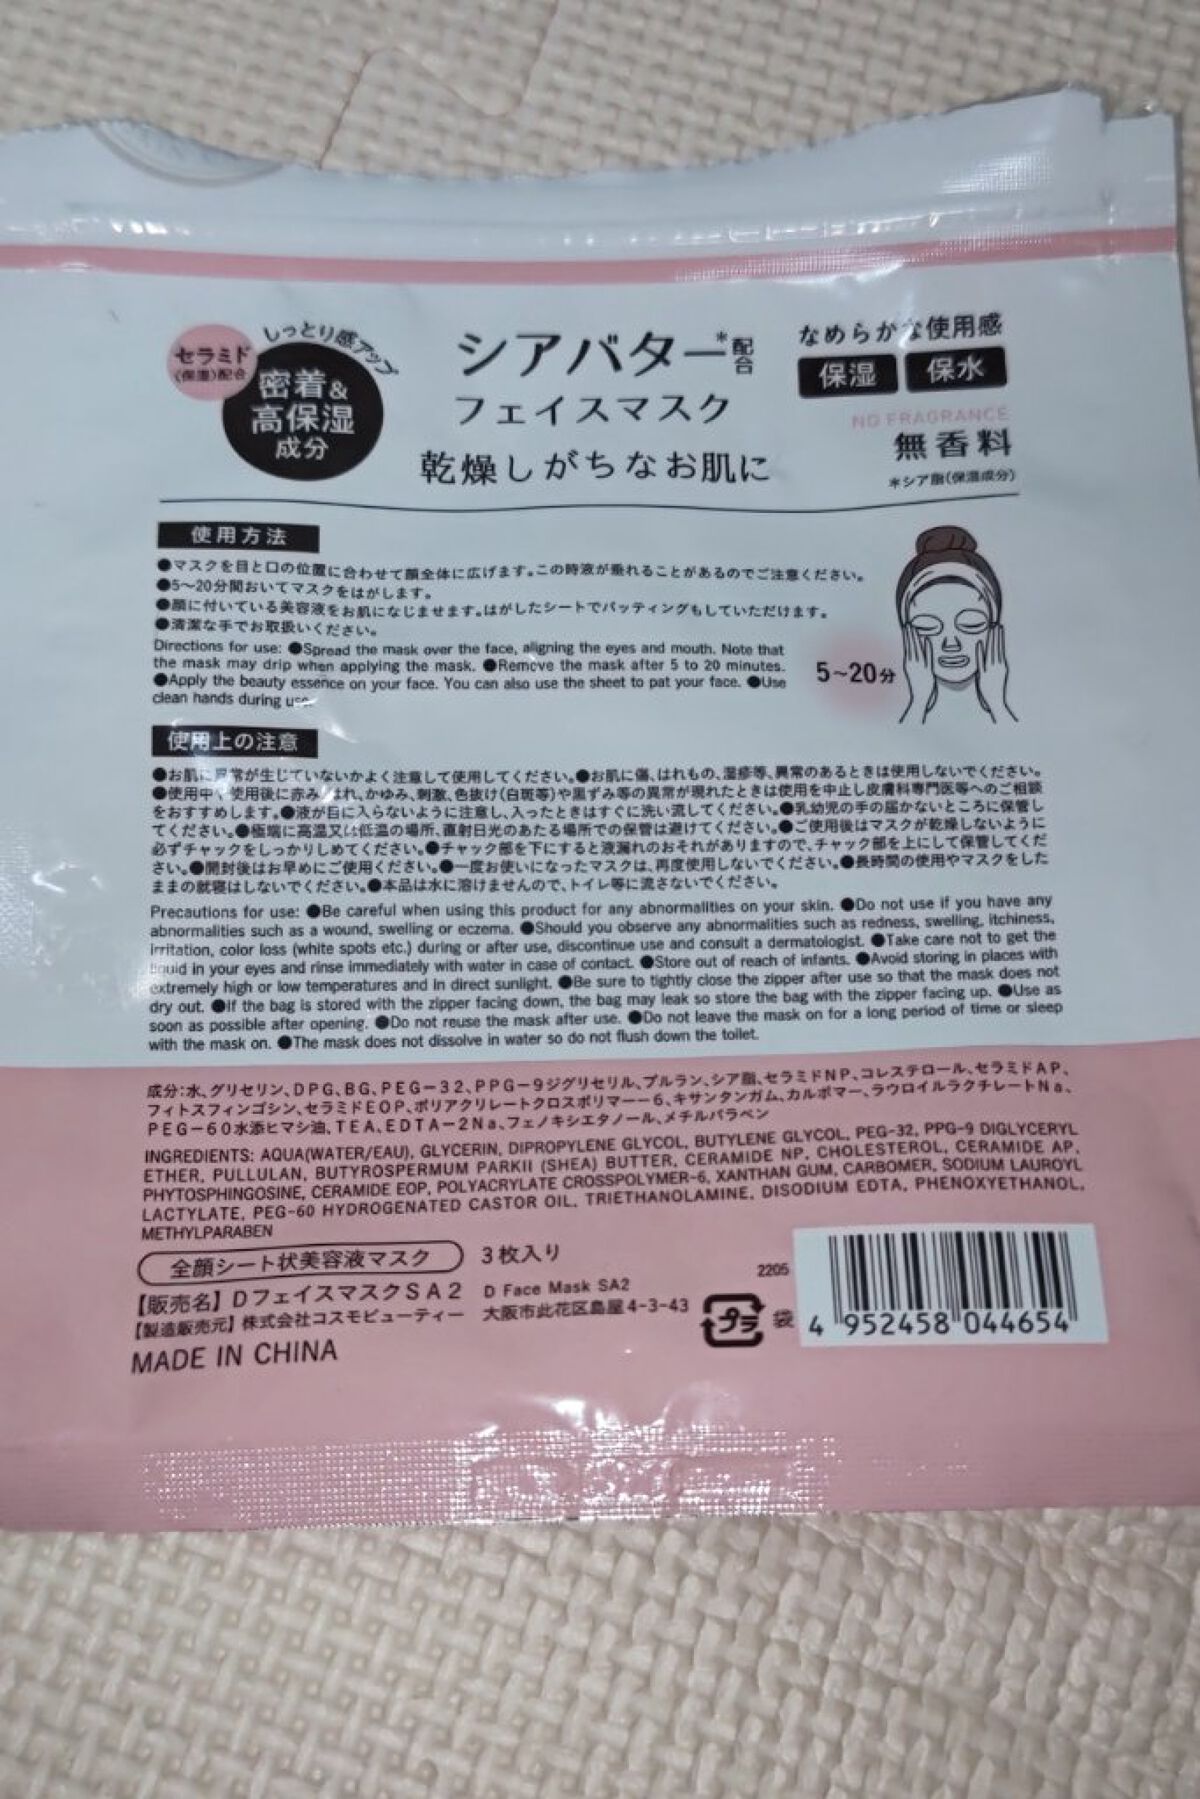 しっとり感アップ
セラミド
(保湿)配合
密着&
高保湿
成分
シアバター*配合
フェイスマスク
乾燥しがちなお肌に
なめらかな使用感
保湿 保水
NO FRAGRANCE
無香料
*シア脂(保湿成分)
使用方法
●マスクを目と口の位置に合わせて顔全体に広げます。この時液が垂れることがあるのでご注意ください。
●5～20分間おいてマスクをはがします。
●顔に付いている美容液をお肌になじませます。はがしたシートでパッティングもしていただけます。
●清潔な手でお取扱いください。
Directions for use: ●Spread the mask over the face, aligning the eyes and mouth. Note that
the mask may drip when applying the mask. ●Remove the mask after 5 to 20 minutes.
●Apply the beauty essence on your face. You can also use the sheet to pat your face. ●Use
clean hands during use.
5～20分
使用上の注意
●お肌に異常が生じていないかよく注意して使用してください。●お肌に傷、はれもの、湿疹等、異常のあるときは使用しないでください。
●使用中や使用後に赤み、はれ、かゆみ、刺激、色抜け(白斑等)や黒ずみ等の異常が現れたときは使用を中止し皮膚科専門医等へのご相談
をおすすめします。●液が目に入らないように注意し、入ったときはすぐに洗い流してください。●乳幼児の手の届かないところに保管し
てください。●極端に高温又は低温の場所、直射日光のあたる場所での保管は避けてください。●ご使用後はマスクが乾燥しないように
必ずチャックをしっかりしめてください。●チャック部を下にすると液漏れのおそれがありますので、チャック部を上にして保管してくだ
さい。●開封後はお早めにご使用ください。●一度お使いになったマスクは、再度使用しないでください。●長時間の使用やマスクをした
ままの就寝はしないでください。●本品は水に溶けませんので、トイレ等に流さないでください。
Precautions for use: ●Be careful when using this product for any abnormalities on your skin. ●Do not use if you have any
abnormalities such as a wound, swelling or eczema. ●Should you observe any abnormalities such as redness, swelling, itchiness,
irritation, color loss (white spots etc.) during or after use, discontinue use and consult a dermatologist. ●Take care not to get the
liquid in your eyes and rinse immediately with water in case of contact. ●Store out of reach of infants. ●Avoid storing in places with
extremely high or low temperatures and in direct sunlight. ●Be sure to tightly close the zipper after use so that the mask does not
dry out. ●If the bag is stored with the zipper facing down, the bag may leak so store the bag with the zipper facing up. ●Use as
soon as possible after opening. ●Do not reuse the mask after use. ●Do not leave the mask on for a long period of time or sleep
with the mask on. ●The mask does not dissolve in water so do not flush down the toilet.
成分:水、グリセリン、DPG、BG、PEG－32、PPG－9ジグリセリル、プルラン、シア脂、セラミドNP、コレステロール、セラミドAP、
フィトスフィンゴシン、セラミドEOP、ポリアクリレートクロスポリマー－6、キサンタンガム、カルボマー、ラウロイルラクチレートNa、
PEG－60水添ヒマシ油、TEA、EDTA－2Na、フェノキシエタノール、メチルパラベン
INGREDIENTS: AQUA(WATER/EAU), GLYCERIN, DIPROPYLENE GLYCOL, BUTYLENE GLYCOL, PEG-32, PPG-9 DIGLYCERYL
ETHER, PULLULAN, BUTYROSPERMUM PARKII (SHEA) BUTTER, CERAMIDE NP, CHOLESTEROL, CERAMIDE AP,
PHYTOSPHINGOSINE, CERAMIDE EOP, POLYACRYLATE CROSSPOLYMER-6, XANTHAN GUM, CARBOMER, SODIUM LAUROYL
LACTYLATE, PEG-60 HYDROGENATED CASTOR OIL, TRIETHANOLAMINE, DISODIUM EDTA, PHENOXYETHANOL,
METHYLPARABEN
全顔シート状美容液マスク 3枚入り
【販売名】DフェイスマスクSA2 D Face Mask SA2
【製造販売元】株式会社コスモビューティー 大阪市此花区島屋4-3-43
MADE IN CHINA
プラ 袋
2205
4 952458 044654